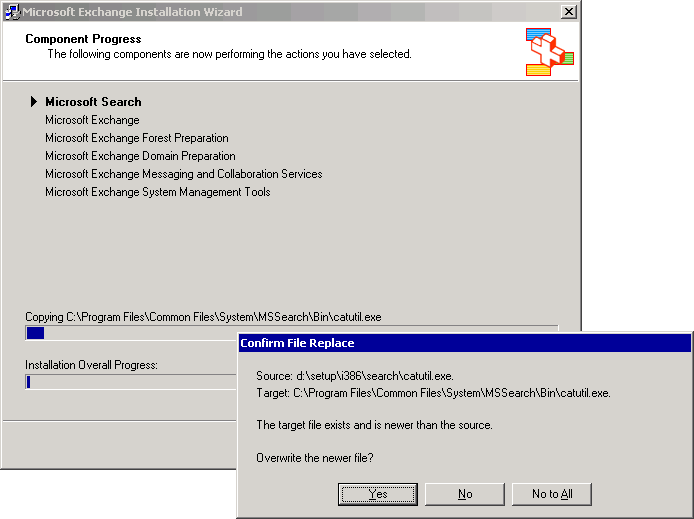 Microsoft Exchange Installation Wizard
Component Progress
The following components are now performing the actions you have selected.
Microsoft Search
Microsoft Exchange
Microsoft Exchange Forest Preparation
Microsoft Exchange Domain Preparation
Microsoft Exchange Messaging and Collaboration Services
Microsoft Exchange System Management Tools
Copying C:\Program Files\Common Files\System\MSSearch\Bin\catutil.exe
Installation Overall Progress:
Confirm File Replace
Source: d:\setup\i386\search\catutil.exe.
Target: C:\Program Files\Common Files\System\MSSearch\Bin\catutil.exe.
The target file exists and is newer than the source.
Overwrite the newer file?
Yes
No
No to All